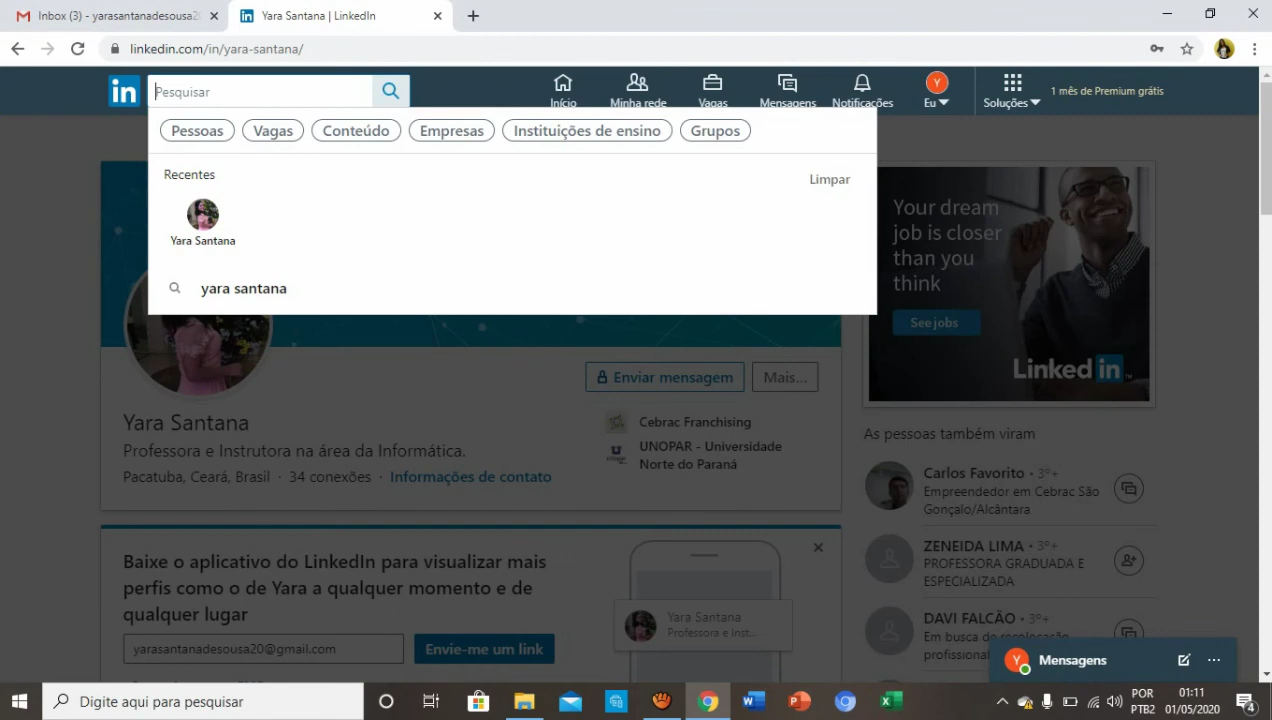 Inbox (3) - yarasantanadesousa20
Yara Santana | LinkedIn
linkedin.com/in/yara-santana/
in
Pesquisar
Início
Minha rede
Vagas
Mensagens
Notificações
Y
Eu
Soluções
1 mês de Premium grátis
Pessoas
Vagas
Conteúdo
Empresas
Instituições de ensino
Grupos
Recentes
Limpar
Yara Santana
yara santana
Your dream
job is closer
than you
think
See jobs
Linked in
Enviar mensagem
Mais...
Yara Santana
Professora e Instrutora na área da Informática.
Pacatuba, Ceará, Brasil · 34 conexões · Informações de contato
Cebrac Franchising
UNOPAR - Universidade
Norte do Paraná
As pessoas também viram
Carlos Favorito • 3º+
Empreendedor em Cebrac São
Gonçalo/Alcântara
ZENEIDA LIMA • 3º+
PROFESSORA GRADUADA E
ESPECIALIZADA
DAVI FALCÃO • 3º+
Em busca de recolocação
profissional
Baixe o aplicativo do LinkedIn para visualizar mais
perfis como o de Yara a qualquer momento e de
qualquer lugar
yarasantanadesousa20@gmail.com
Envie-me um link
Yara Santana
Professora e Inst...
Y
Mensagens
Digite aqui para pesquisar
POR
PTB2
01:11
01/05/2020
4